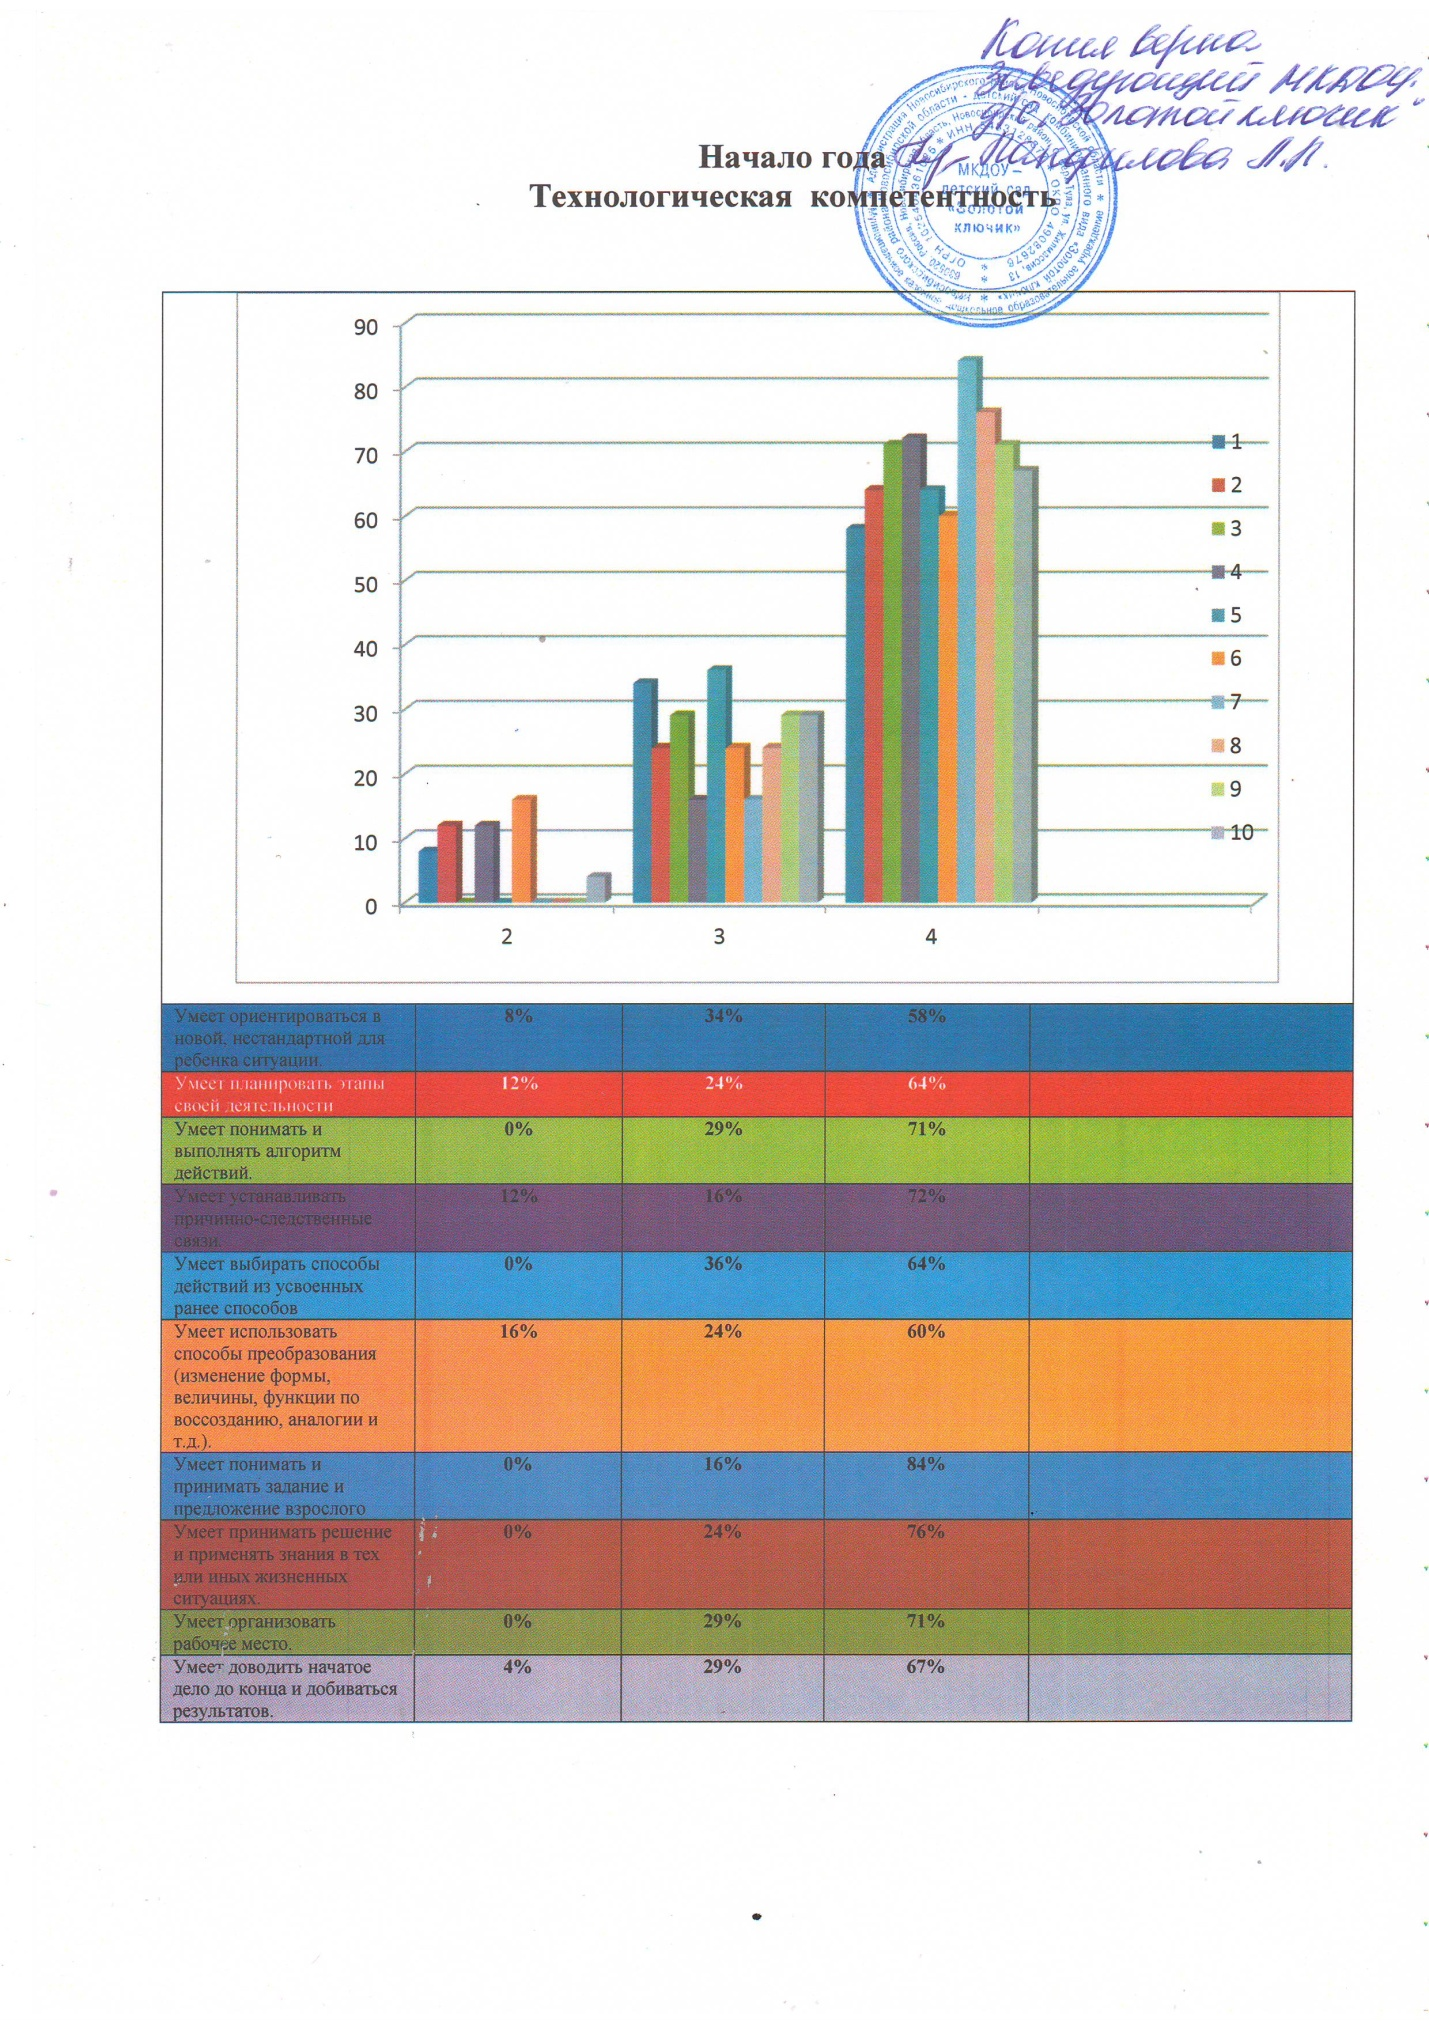 Копия верна
Заведующий МКДОУ-
д/с "Золотой ключик"
Начало года
Технологическая компетентность
МКДОУ –
детский сад
«Золотой
ключик»
90
80
70
60
50
40
30
20
10
0
2
3
4
1
2
3
4
5
6
7
8
9
10
Умеет ориентироваться в 8% 34% 58%
новой, нестандартной для
ребенка ситуации.
Умеет планировать этапы 12% 24% 64%
своей деятельности
Умеет понимать и 0% 29% 71%
выполнять алгоритм
действий.
Умеет устанавливать 12% 16% 72%
причинно-следственные
связи.
Умеет выбирать способы 0% 36% 64%
действий из усвоенных
ранее способов
Умеет использовать 16% 24% 60%
способы преобразования
(изменение формы,
величины, функции по
воссозданию, аналогии и
т.д.).
Умеет понимать и 0% 16% 84%
принимать задание и
предложение взрослого
Умеет принимать решение 0% 24% 76%
и применять знания в тех
или иных жизненных
ситуациях.
Умеет организовать 0% 29% 71%
рабочее место.
Умеет доводить начатое 4% 29% 67%
дело до конца и добиваться
результатов.